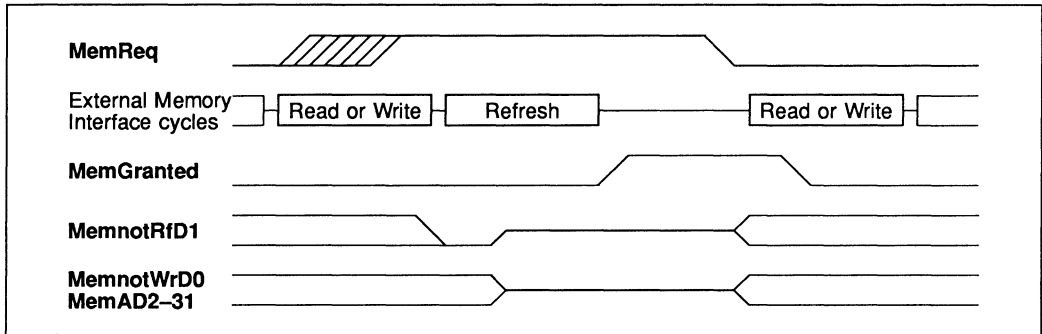 MemReq
External Memory
Interface cycles
Read or Write
Refresh
Read or Write
MemGranted
MemnotRfD1
MemnotWrD0
MemAD2–31